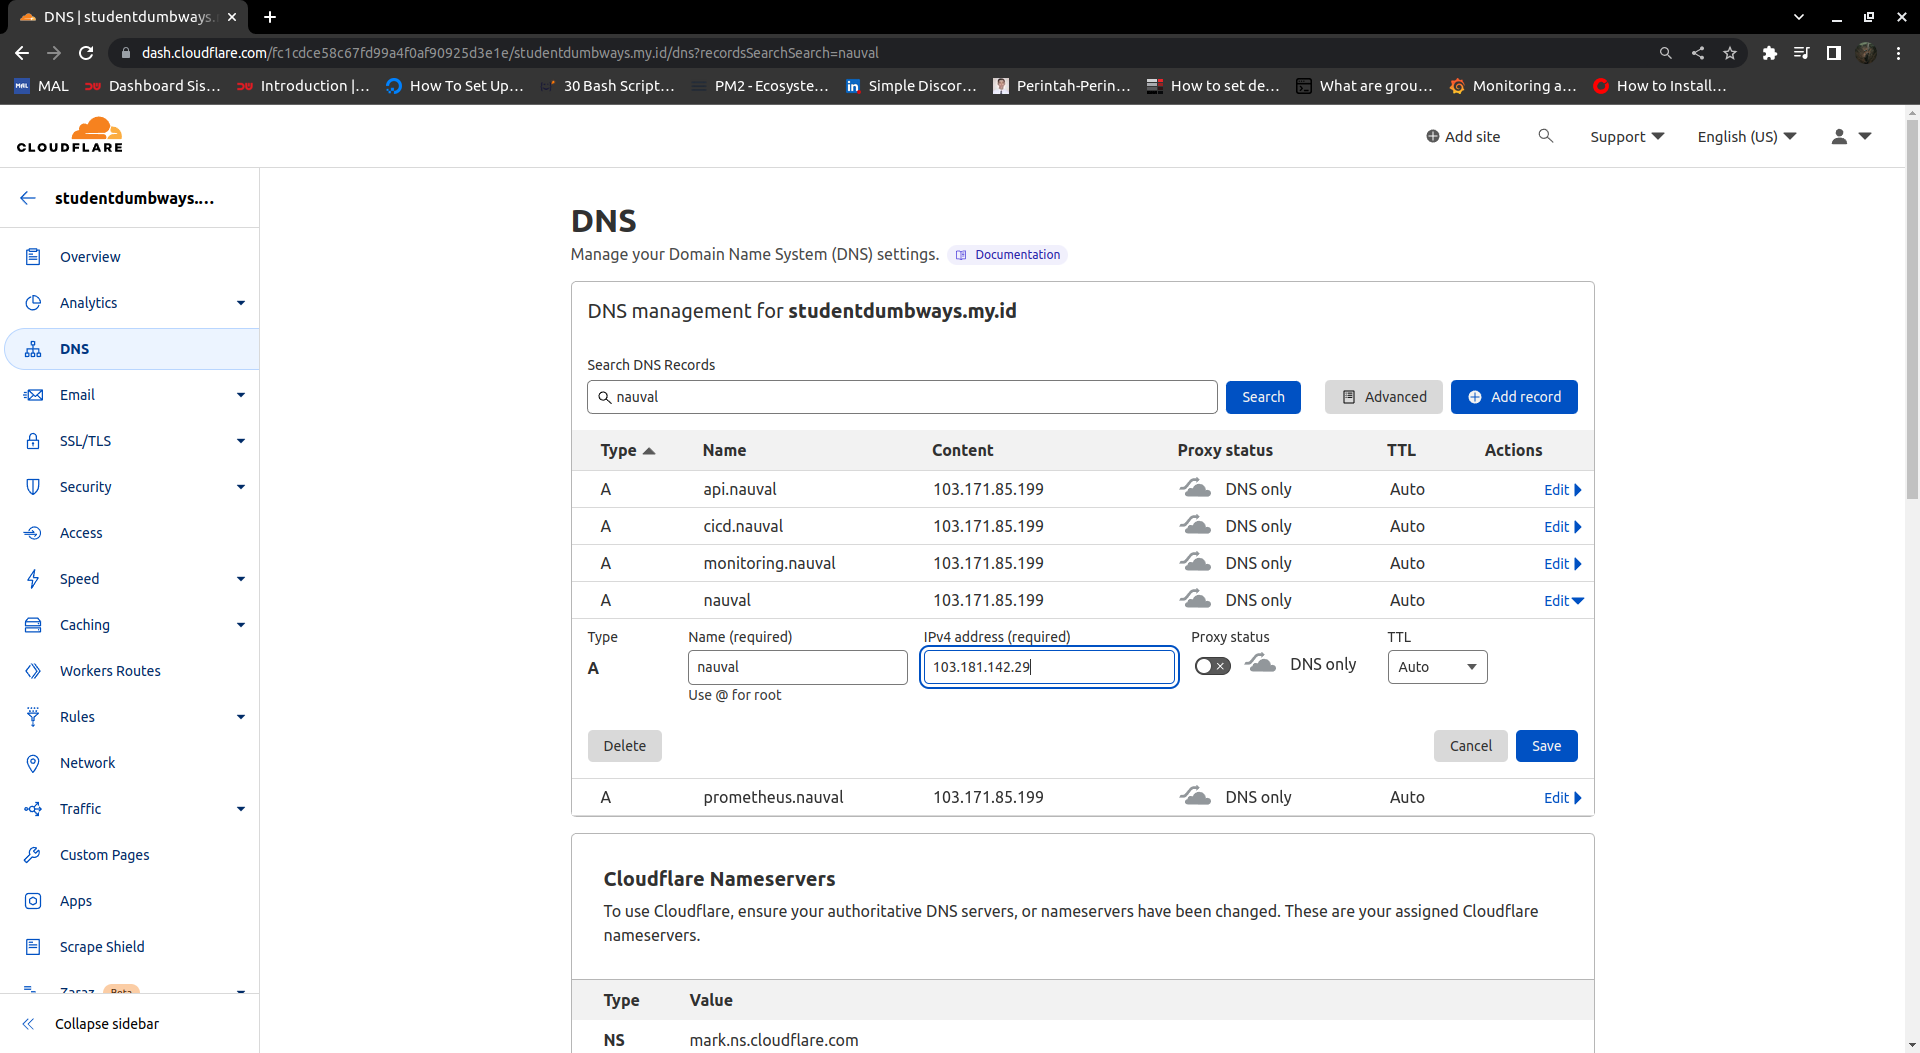 DNS | studentdumbways.
dash.cloudflare.com/fc1cdce58c67fd99a4f0af90925d3e1e/studentdumbways.my.id/dns?recordsSearchSearch=nauval
MAL MAL Dashboard Sis... Introduction |... How To Set Up,... 30 Bash Script... PM2 - Ecosyste... in Simple Discor... Perintah-Perin... How to set de... What are grou... Monitoring a... How to Install...
CLOUDFLARE
Add site Support English (US)
studentdumbways....
Overview
Analytics
DNS
Email
SSL/TLS
Security
Access
Speed
Caching
Workers Routes
Rules
Network
Traffic
Custom Pages
Apps
Scrape Shield
Zaraz Beta
Collapse sidebar
DNS
Manage your Domain Name System (DNS) settings. Documentation
DNS management for studentdumbways.my.id
Search DNS Records
nauval Search Advanced Add record
Type Name Content Proxy status TTL Actions
A api.nauval 103.171.85.199 DNS only Auto Edit
A cicd.nauval 103.171.85.199 DNS only Auto Edit
A monitoring.nauval 103.171.85.199 DNS only Auto Edit
A nauval 103.171.85.199 DNS only Auto Edit
Type Name (required) IPv4 address (required) Proxy status TTL
A nauval 103.181.142.29 DNS only Auto
Use @ for root
Delete Cancel Save
A prometheus.nauval 103.171.85.199 DNS only Auto Edit
Cloudflare Nameservers
To use Cloudflare, ensure your authoritative DNS servers, or nameservers have been changed. These are your assigned Cloudflare
nameservers.
Type Value
NS mark.ns.cloudflare.com